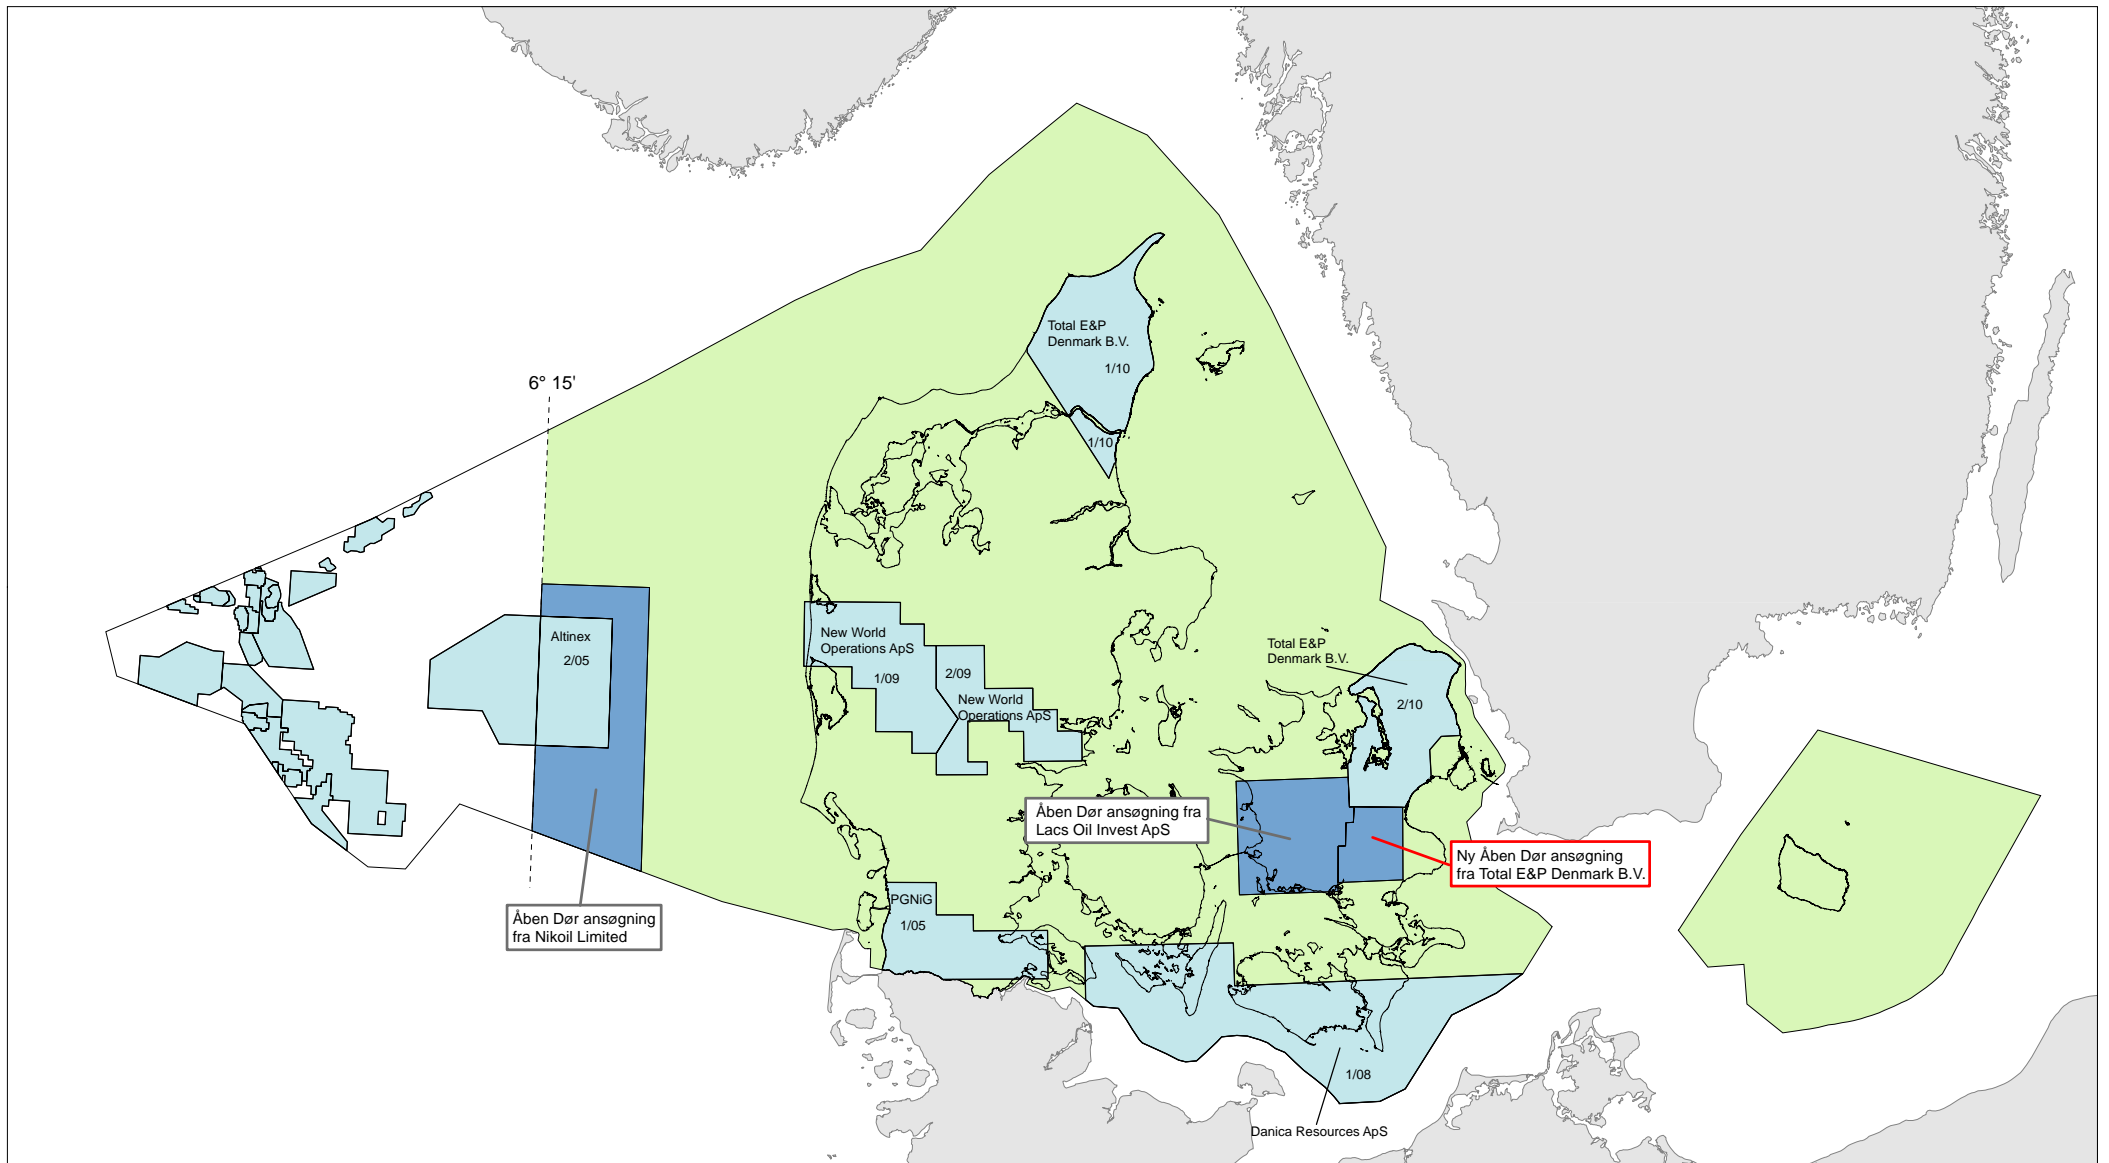 Total E&P
Denmark B.V.
1/10
6° 15'
1/10
Altinex
2/05
New World
Operations ApS
1/09
2/09
New World
Operations ApS
Total E&P
Denmark B.V.
2/10
Åben Dør ansøgning fra
Lacs Oil Invest ApS
Ny Åben Dør ansøgning
fra Total E&P Denmark B.V.
Åben Dør ansøgning
fra Nikoil Limited
PGNiG
1/05
1/08
Danica Resources ApS